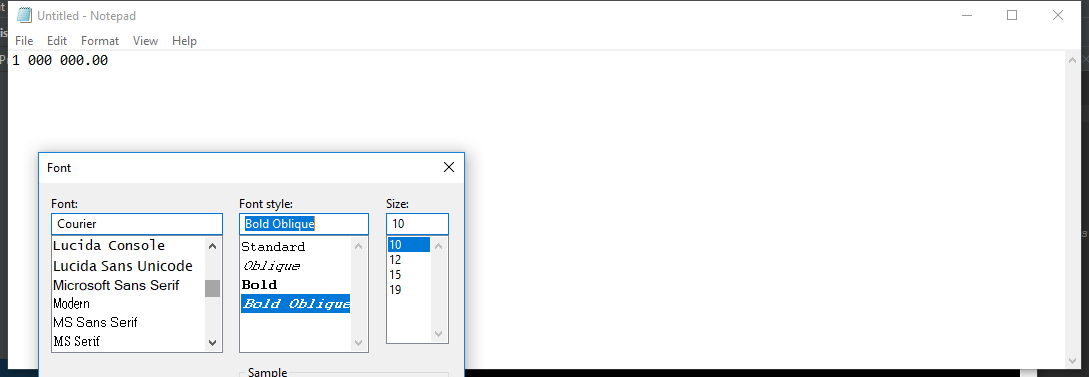 Untitled - Notepad
File Edit Format View Help
1 000 000.00
Font
Font: Font style: Size:
Courier Bold Oblique 10
Lucida Console
Lucida Sans Unicode
Microsoft Sans Serif
Modern
MS Sans Serif
MS Serif
Standard
Oblique
Bold
Bold Oblique
10
12
15
19
Sample